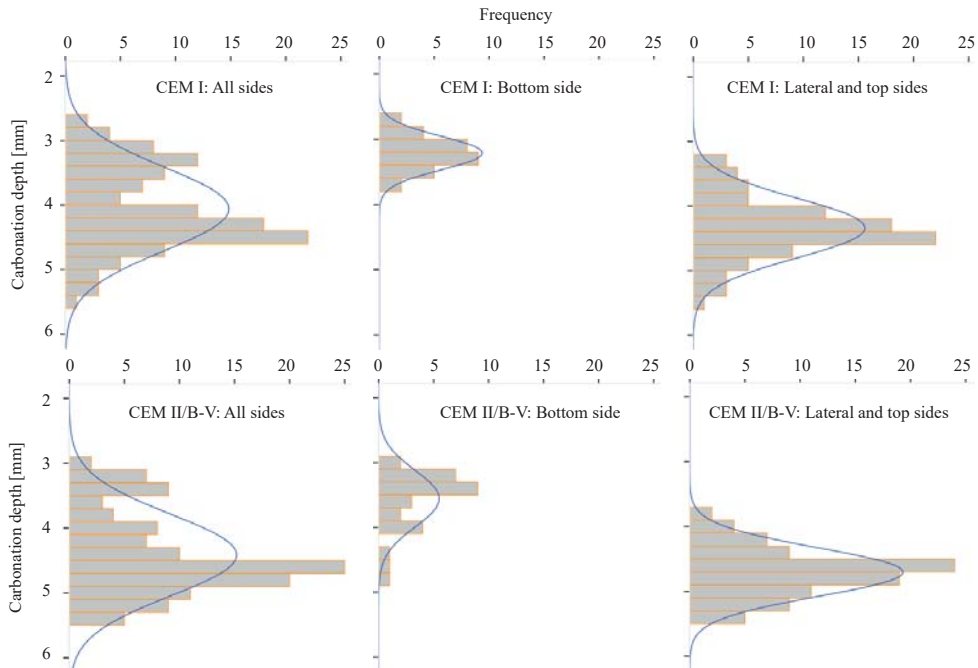 Frequency
0 5 10 15 20 25 0 5 10 15 20 25 0 5 10 15 20 25
CEM I: All sides CEM I: Bottom side CEM I: Lateral and top sides
Carbonation depth [mm]
2
3
4
5
6
0 5 10 15 20 25 0 5 10 15 20 25 0 5 10 15 20 25
CEM II/B-V: All sides CEM II/B-V: Bottom side CEM II/B-V: Lateral and top sides
Carbonation depth [mm]
2
3
4
5
6